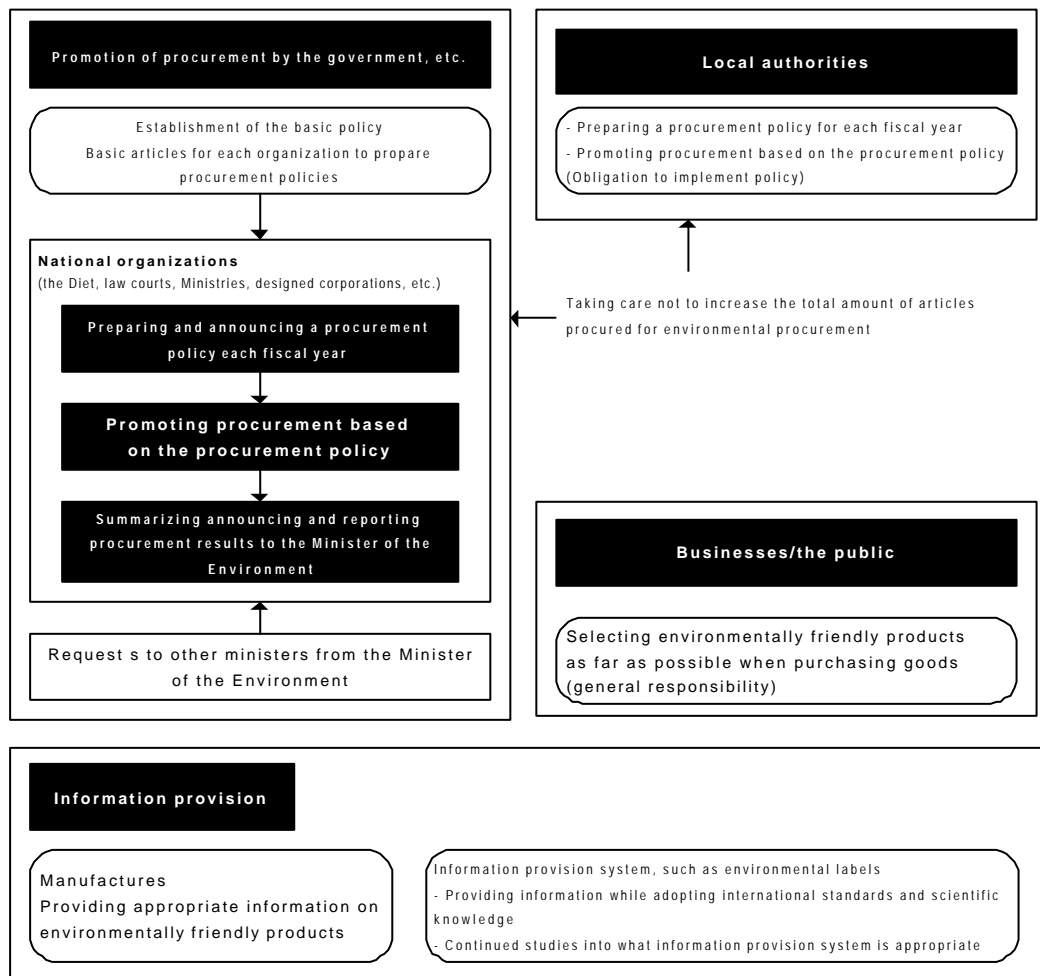 Promotion of procurement by the government, etc.
Establishment of the basic policy
Basic articles for each organization to propare
procurement policies
National organizations
(the Diet, law courts, Ministries, designed corporations, etc.)
Preparing and announcing a procurement
policy each fiscal year
Promoting procurement based
on the procurement policy
Summarizing announcing and reporting
procurement results to the Minister of the
Environment
Request s to other ministers from the Minister
of the Environment
Local authorities
- Preparing a procurement policy for each fiscal year
- Promoting procurement based on the procurement policy
(Obligation to implement policy)
Taking care not to increase the total amount of articles
procured for environmental procurement
Businesses/the public
Selecting environmentally friendly products
as far as possible when purchasing goods
(general responsibility)
Information provision
Manufactures
Providing appropriate information on
environmentally friendly products
Information provision system, such as environmental labels
- Providing information while adopting international standards and scientific
knowledge
- Continued studies into what information provision system is appropriate